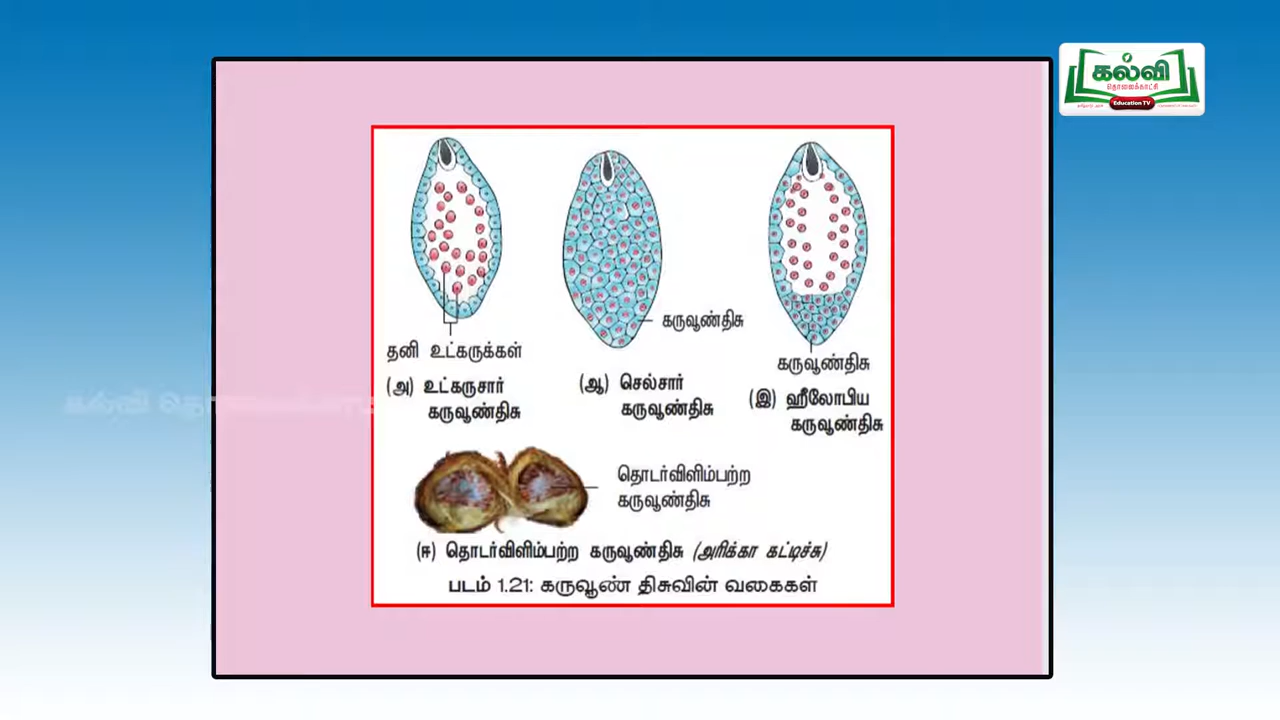 கல்வி
தொலைக்காட்சி
Education TV
தனி உட்கருக்கள்
(அ) உட்கருசார்
கருவூண்திசு
கருவூண்திசு
(ஆ) செல்சார்
கருவூண்திசு
கருவூண்திசு
(இ) ஹீலோபிய
கருவூண்திசு
தொடர்விளிம்பற்ற
கருவூண்திசு
(ஈ) தொடர்விளிம்பற்ற கருவூண்திசு (அரிக்கா கட்டிச்சு)
படம் 1.21: கருவூண் திசுவின் வகைகள்